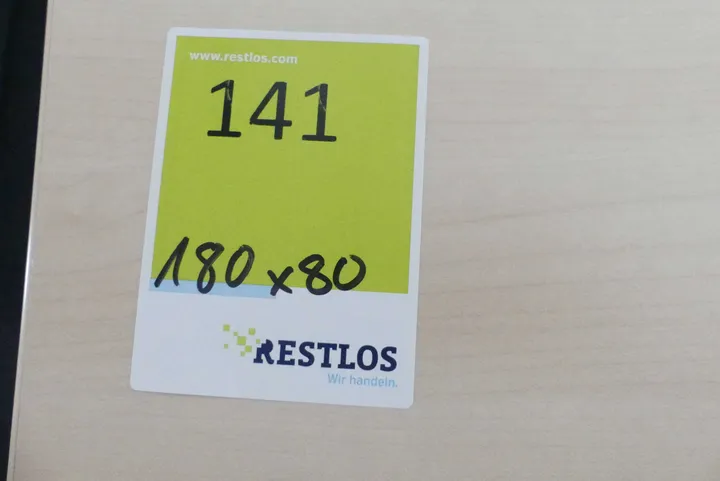 www.restlos.com
141
180x80
RESTLOS
Wir handeln.